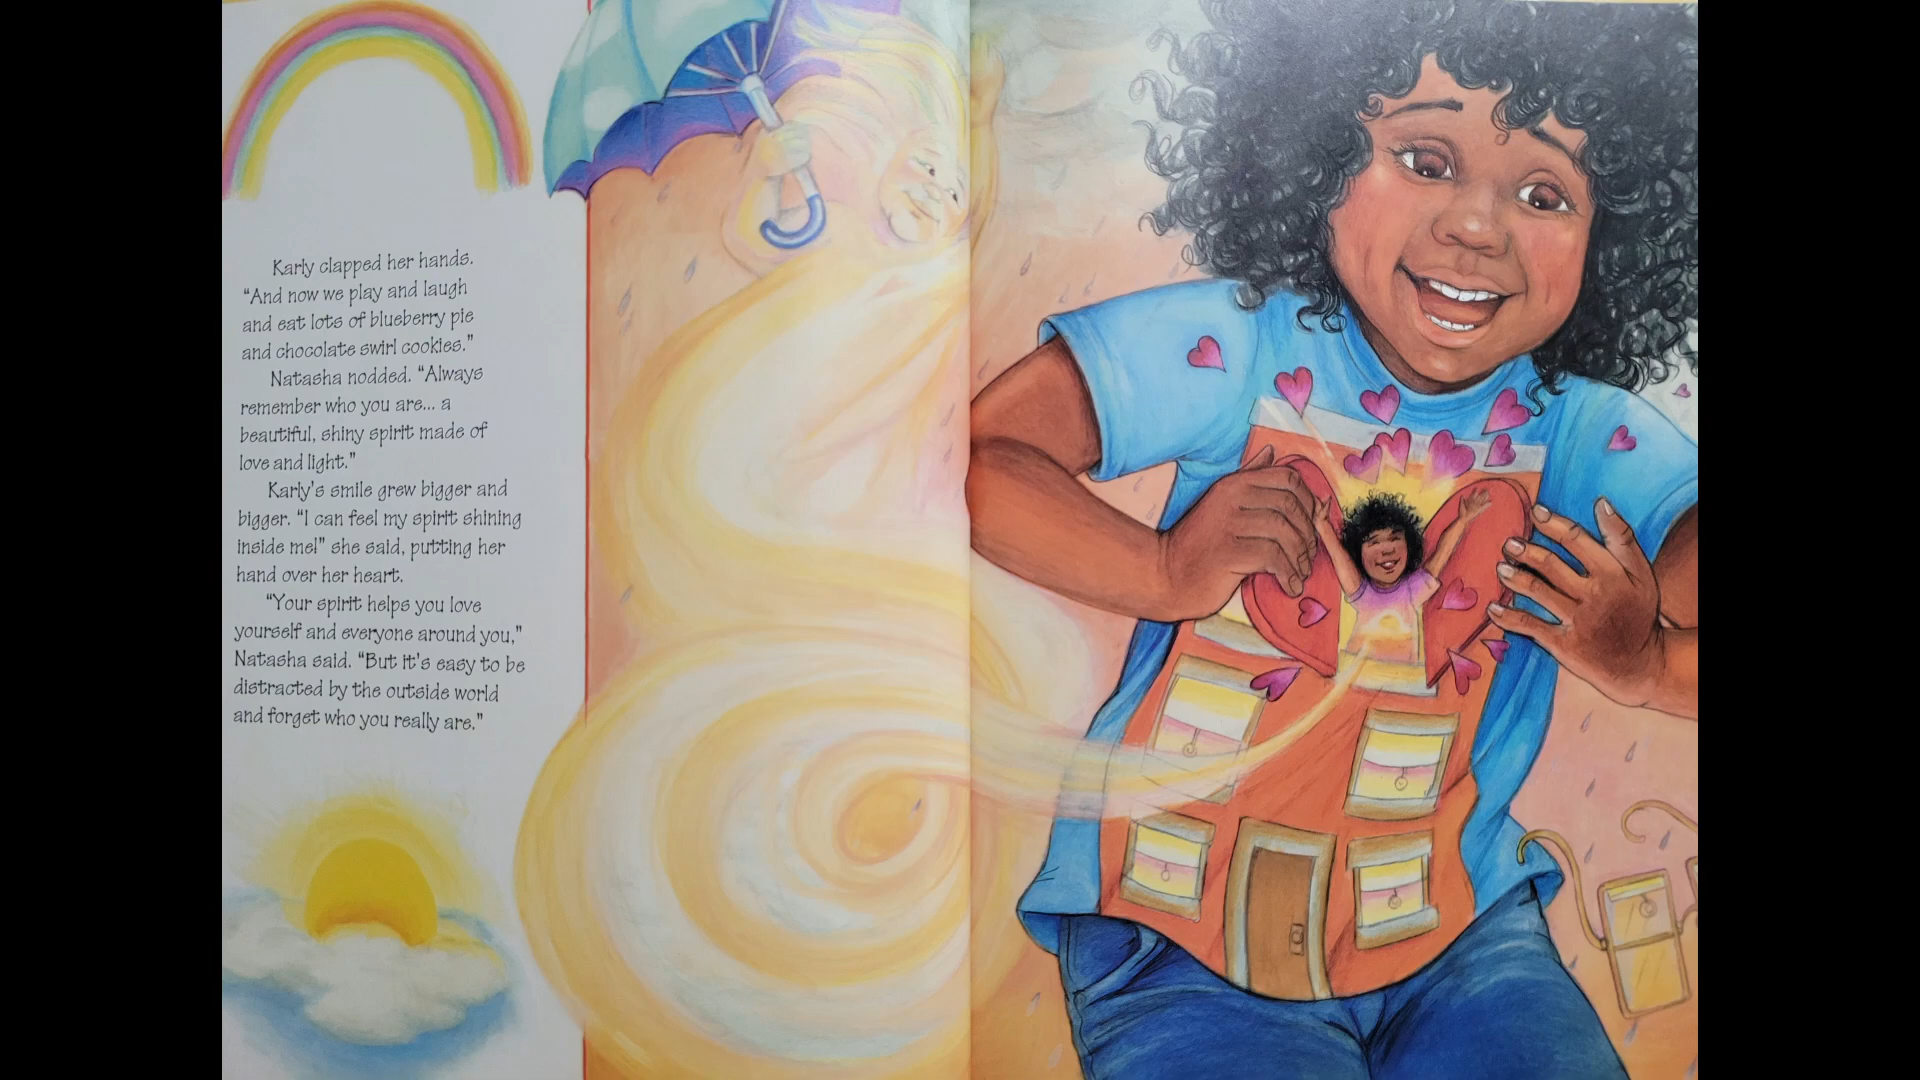 Karly clapped her hands.
“And now we play and laugh
and eat lots of blueberry pie
and chocolate swirl cookies.”
Natasha nodded. “Always
remember who you are... a
beautiful, shiny spirit made of
love and light.”
Karly's smile grew bigger and
bigger. “I can feel my spirit shining
inside me!” she said, putting her
hand over her heart.
“Your spirit helps you love
yourself and everyone around you,”
Natasha said. “But it's easy to be
distracted by the outside world
and forget who you really are.”